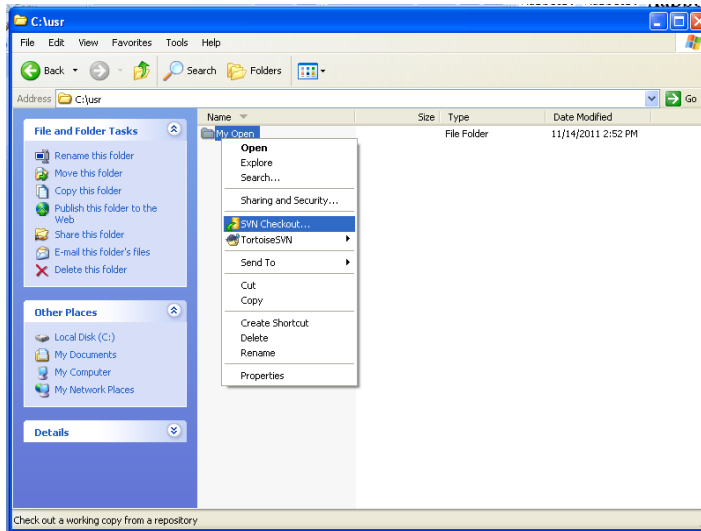 C:\usr
File Edit View Favorites Tools Help
Back Search Folders
Address C:\usr Go
File and Folder Tasks
Rename this folder
Move this folder
Copy this folder
Publish this folder to the
Web
Share this folder
E-mail this folder's files
Delete this folder
Other Places
Local Disk (C:)
My Documents
My Computer
My Network Places
Details
Name Size Type Date Modified
My Open File Folder 11/14/2011 2:52 PM
Open
Explore
Search...
Sharing and Security...
SVN Checkout...
TortoiseSVN
Send To
Cut
Copy
Create Shortcut
Delete
Rename
Properties
Check out a working copy from a repository